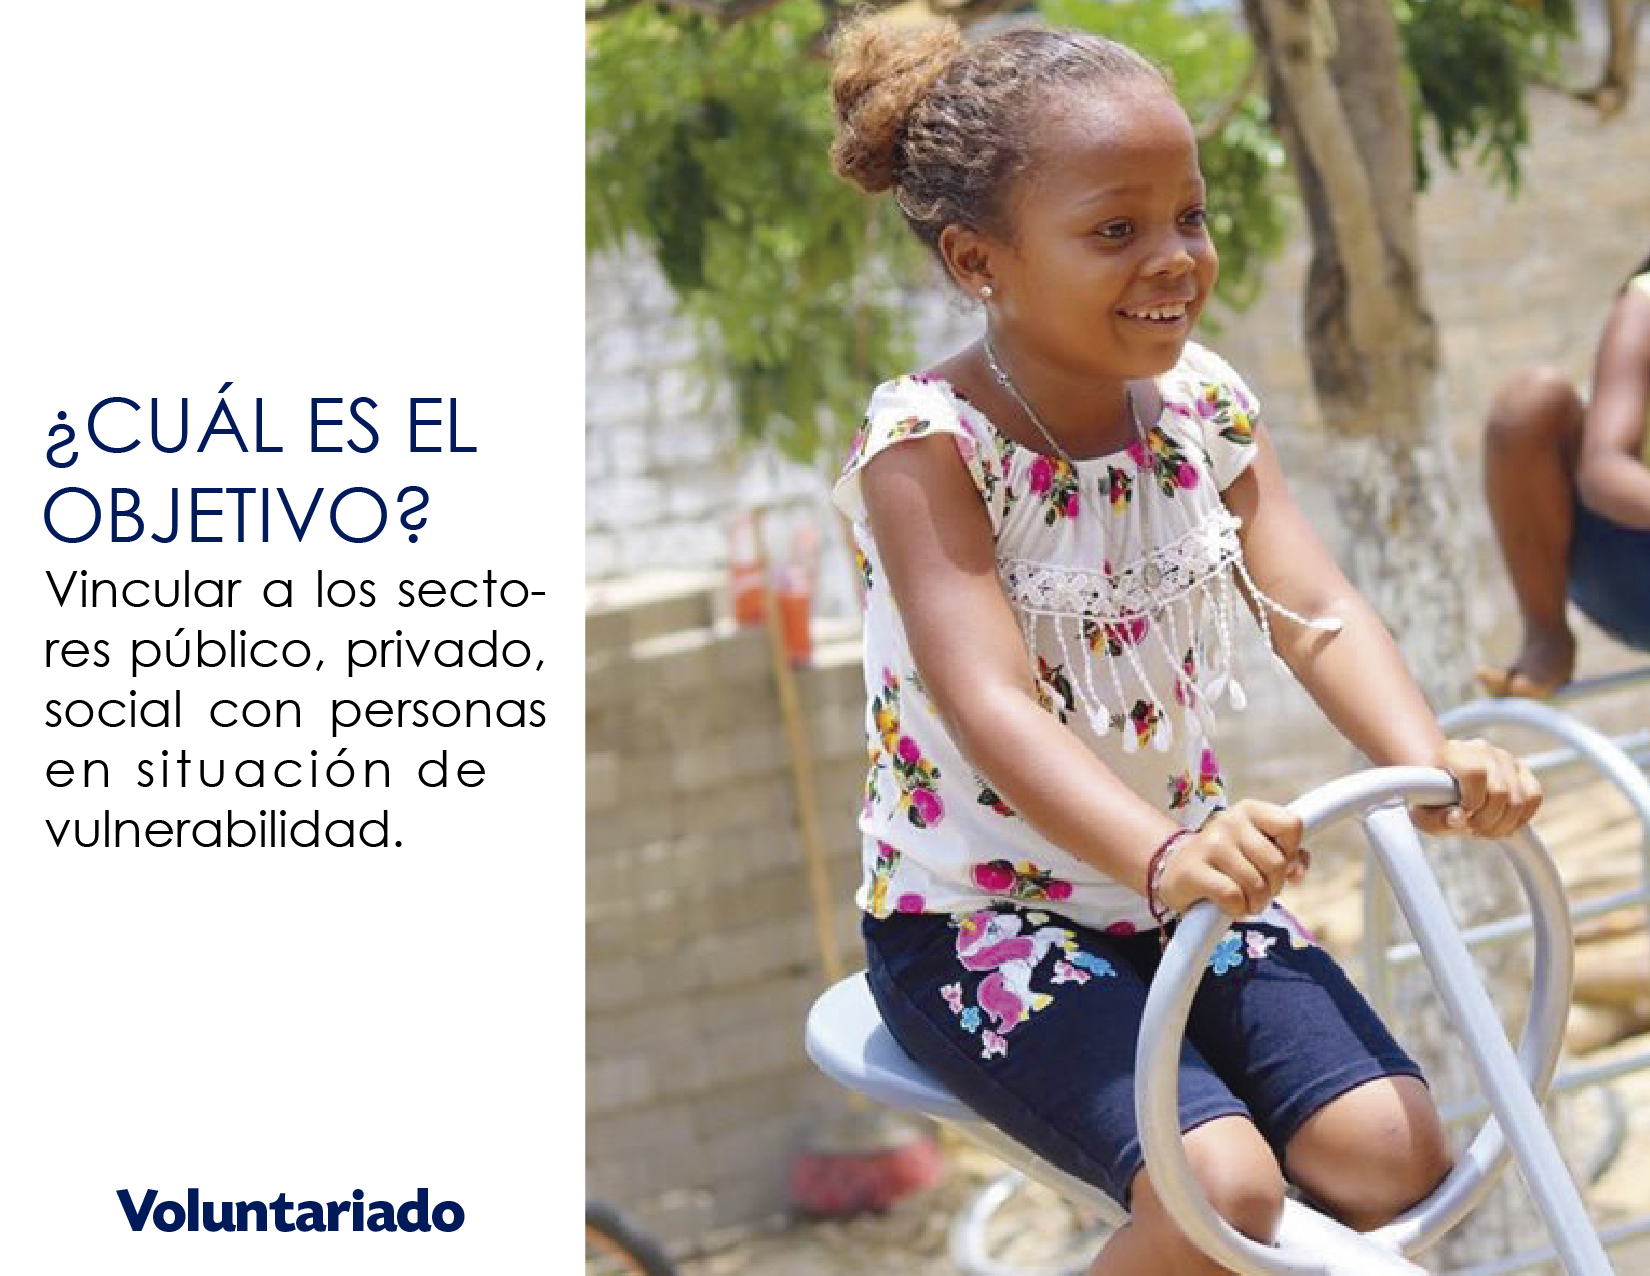 ¿CUÁL ES EL
OBJETIVO?
Vincular a los secto-
res público, privado,
social con personas
en situación de
vulnerabilidad.
Voluntariado